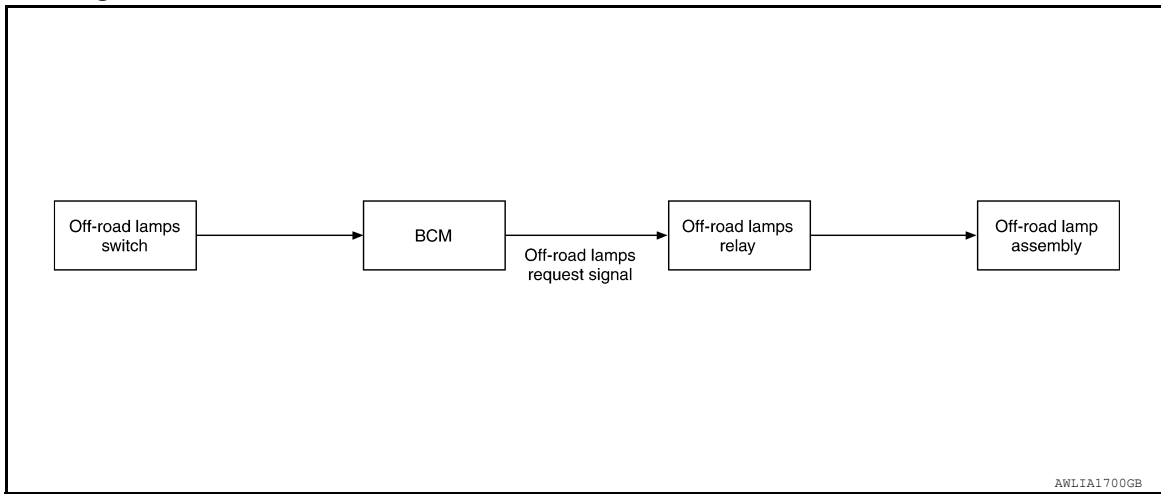 Off-road lamps
switch
BCM
Off-road lamps
request signal
Off-road lamps
relay
Off-road lamp
assembly
AWLIA1700GB